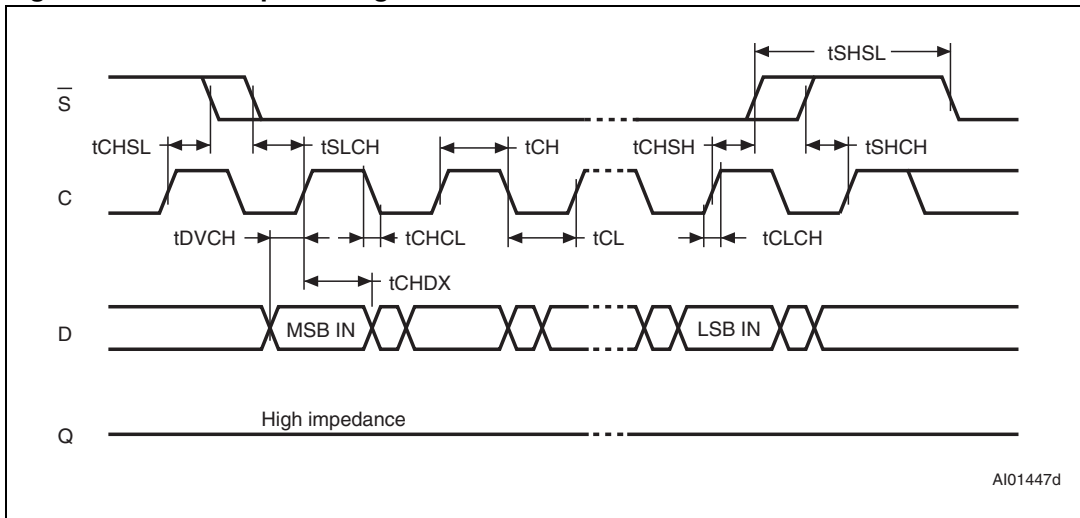 tSHSL
S
tCHSL
tSLCH
tCH
tCHSH
tSHCH
C
tDVCH
tCHCL
tCL
tCLCH
tCHDX
D
MSB IN
LSB IN
High impedance
Q
AI01447d